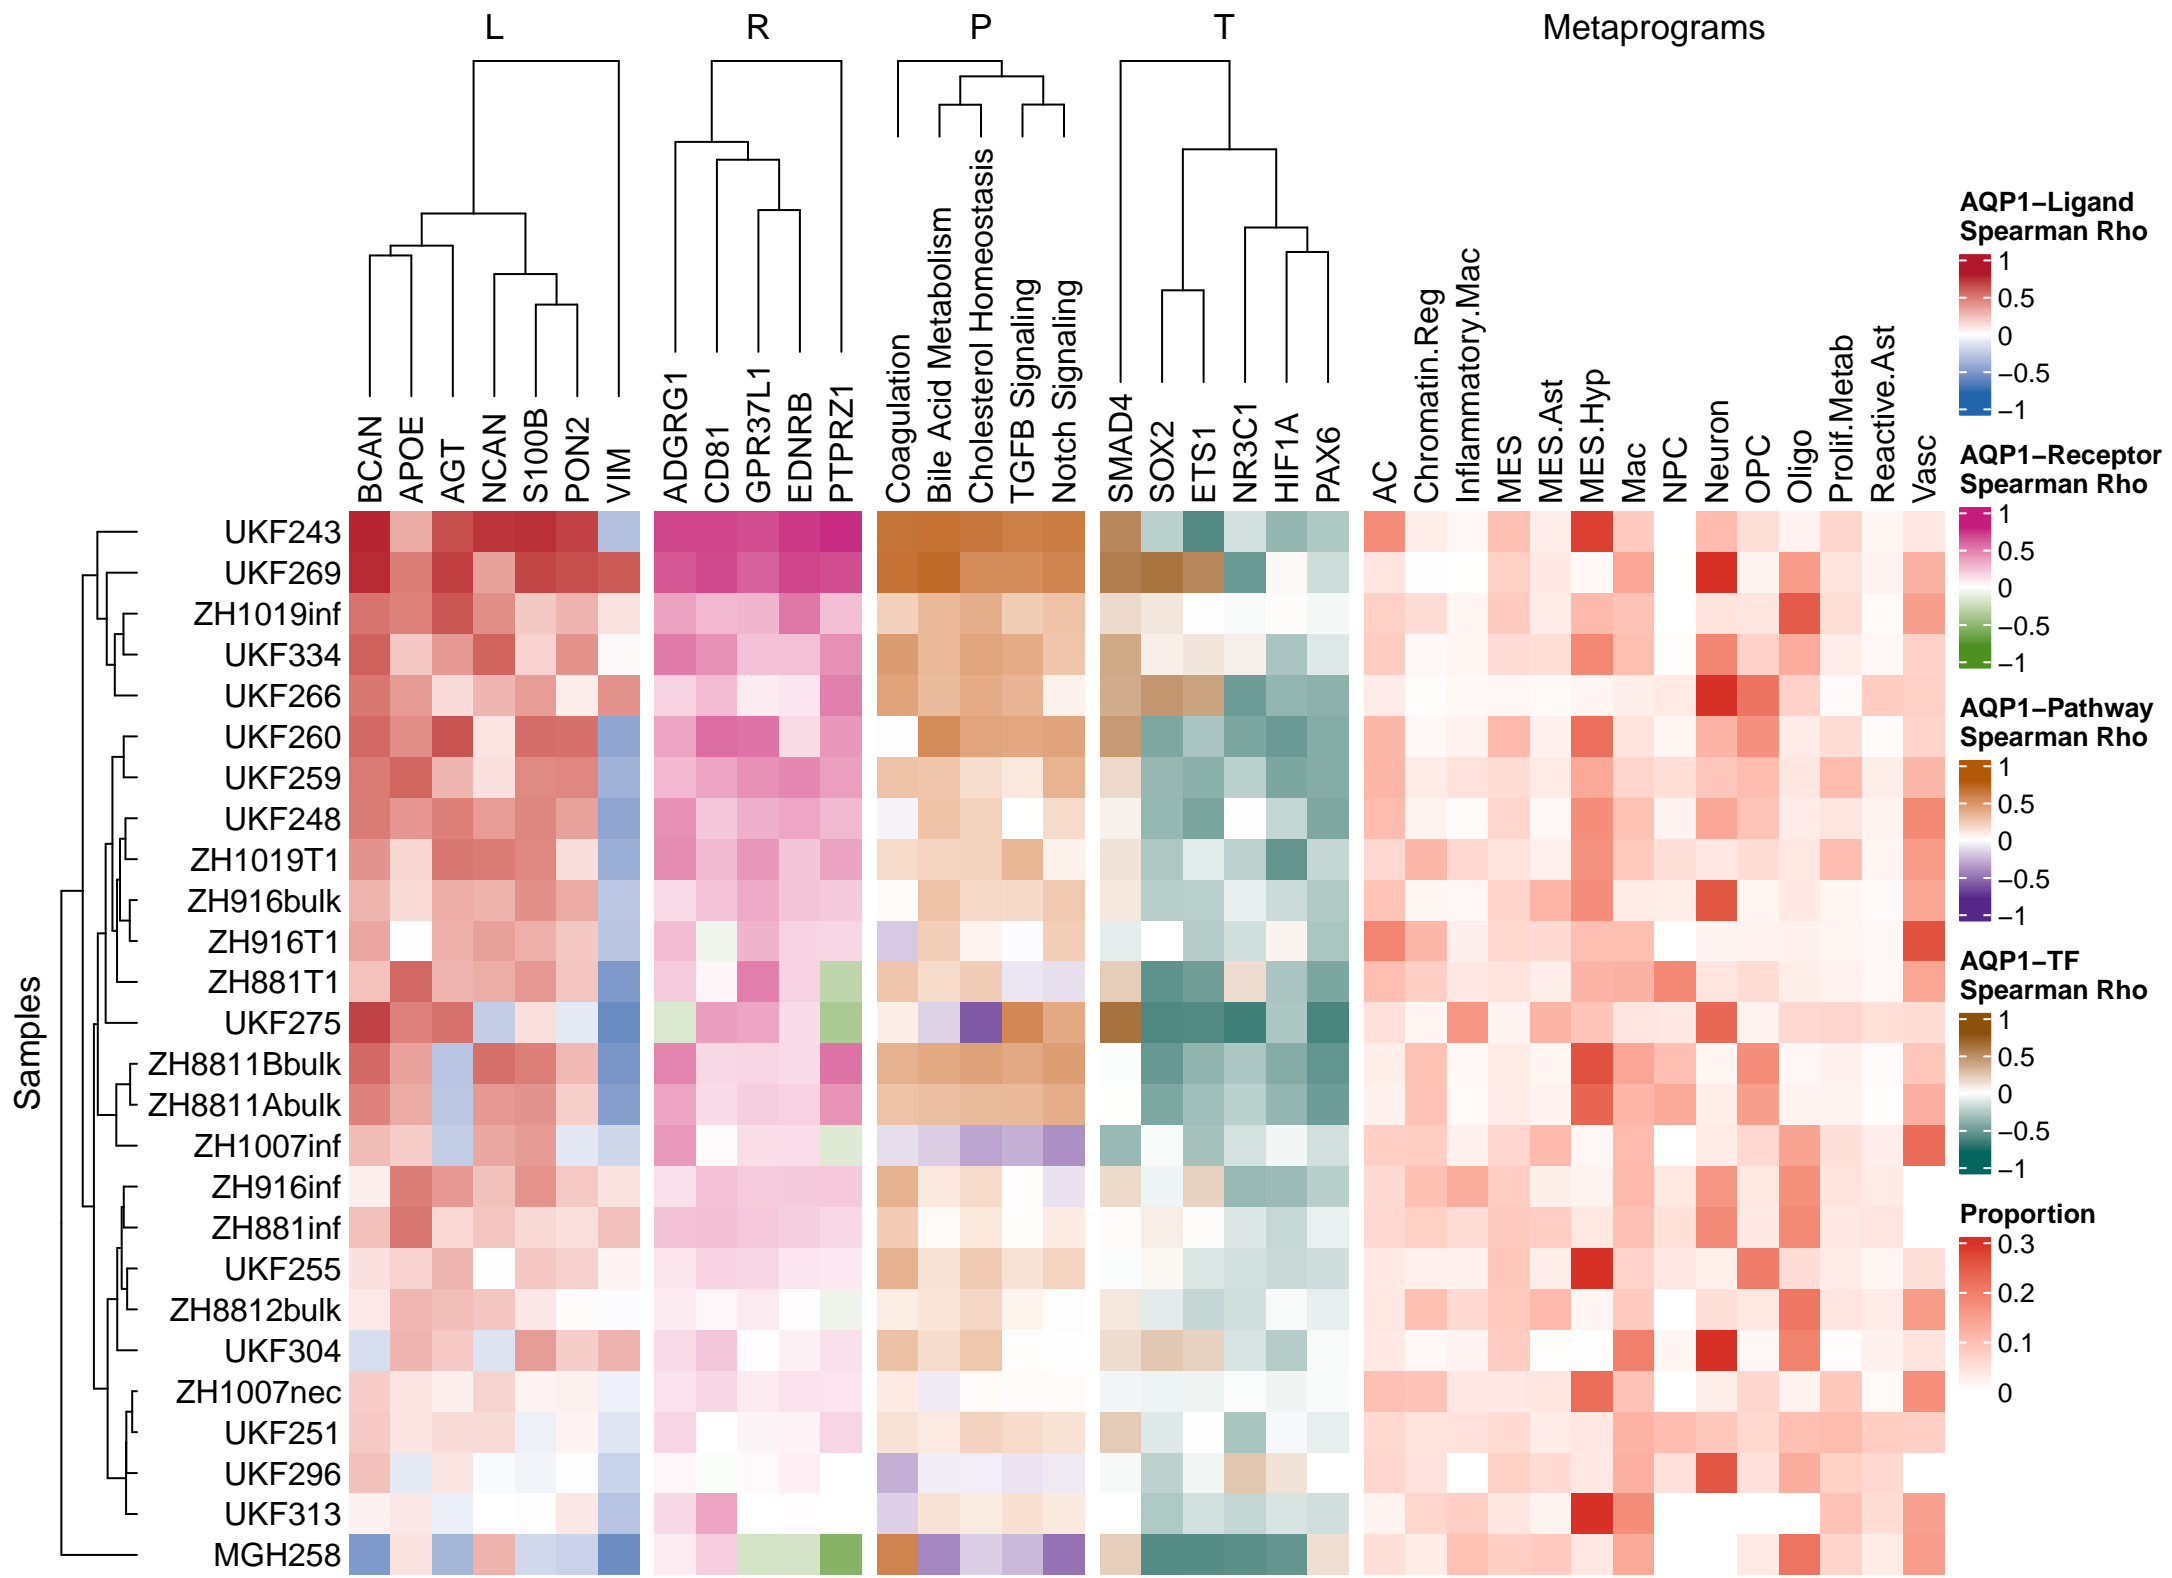 L R P T Metaprograms
BCAN
APOE
AGT
NCAN
S100B
PON2
VIM
ADGRG1
CD81
GPR37L1
EDNRB
PTPRZ1
Coagulation
Bile Acid Metabolism
Cholesterol Homeostasis
TGFB Signaling
Notch Signaling
SMAD4
SOX2
ETS1
NR3C1
HIF1A
PAX6
AC
Chromatin.Reg
Inflammatory.Mac
MES
MES.Ast
MES.Hyp
Mac
NPC
Neuron
OPC
Oligo
Prolif.Metab
Reactive.Ast
Vasc
Samples
UKF243
UKF269
ZH1019inf
UKF334
UKF266
UKF260
UKF259
UKF248
ZH1019T1
ZH916bulk
ZH916T1
ZH881T1
UKF275
ZH8811Bbulk
ZH8811Abulk
ZH1007inf
ZH916inf
ZH881inf
UKF255
ZH8812bulk
UKF304
ZH1007nec
UKF251
UKF296
UKF313
MGH258
AQP1−Ligand
Spearman Rho
1
0.5
0
−0.5
−1
AQP1−Receptor
Spearman Rho
1
0.5
0
−0.5
−1
AQP1−Pathway
Spearman Rho
1
0.5
0
−0.5
−1
AQP1−TF
Spearman Rho
1
0.5
0
−0.5
−1
Proportion
0.3
0.2
0.1
0